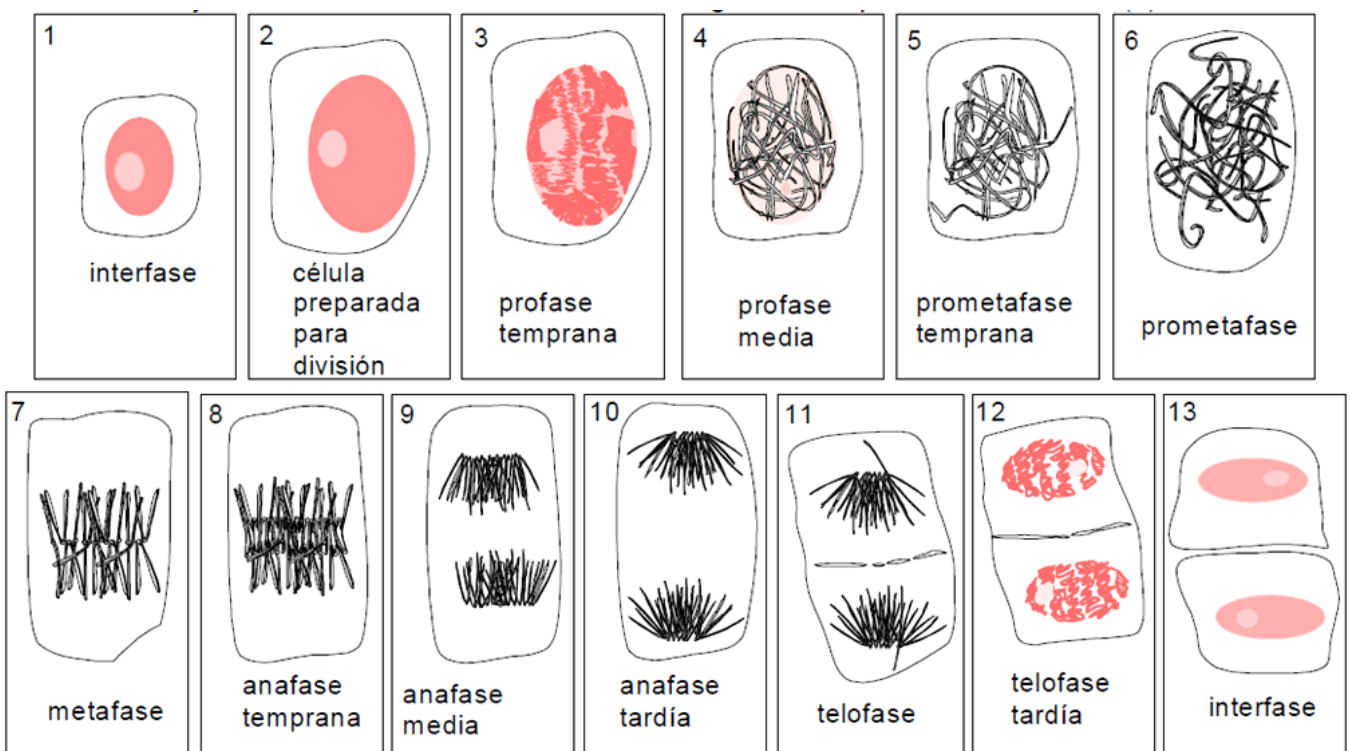 1
interfase
2
célula
preparada
para
división
3
profase
temprana
4
profase
media
5
prometafase
temprana
6
prometafase
7
metafase
8
anafase
temprana
9
anafase
media
10
anafase
tardía
11
telofase
12
telofase
tardía
13
interfase